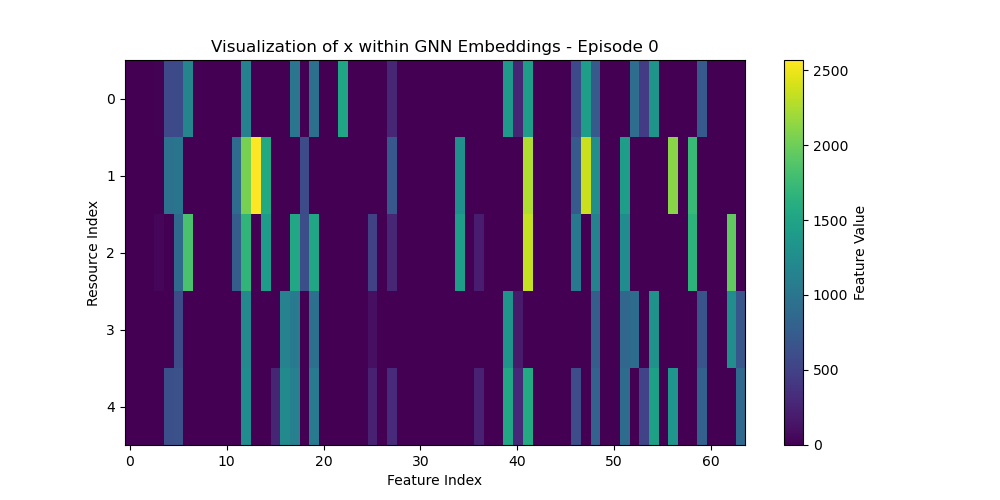 Visualization of x within GNN Embeddings - Episode 0
Resource Index
0
1
2
3
4
0 10 20 30 40 50 60
Feature Index
2500
2000
1500
1000
500
0
Feature Value